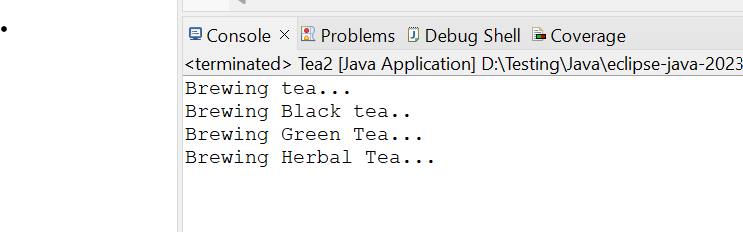 Console Problems Debug Shell Coverage
<terminated> Tea2 [Java Application] D:\Testing\Java\eclipse-java-2023
Brewing tea...
Brewing Black tea..
Brewing Green Tea...
Brewing Herbal Tea...